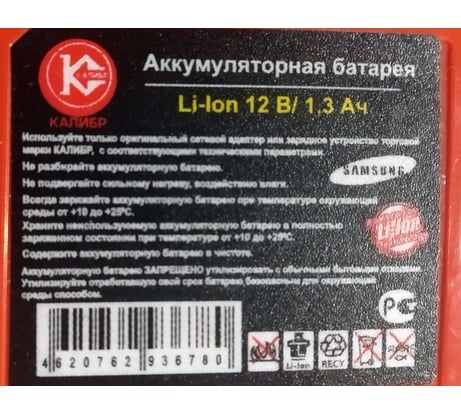 КАЛИБР
КАЛИБР
Аккумуляторная батарея
Li-Ion 12 В/ 1,3 Ач
Используйте только оригинальный сетевой адаптер или зарядное устройство торговой
марки КАЛИБР, с соответствующими техническими параметрами.
Не разбирайте аккумуляторную батарею.
Не подвергайте сильному нагреву, воздействию влаги.
SAMSUNG
Всегда заряжайте аккумуляторную батарею при температуре окружающей
среды от +10 до +25ºС.
Храните неиспользуемую аккумуляторную батарею в полностью
заряженном состоянии при температуре от +10 до +25ºС.
Li-Ion
Содержите аккумуляторную батарею в чистоте.
Аккумуляторную батарею ЗАПРЕЩЕНО утилизировать с обычными бытовыми отходами.
Утилизируйте отработавшую свой срок батарею безопасным для окружающей
среды способом.
РС
Li-Ion
RECY
4 620762 936780